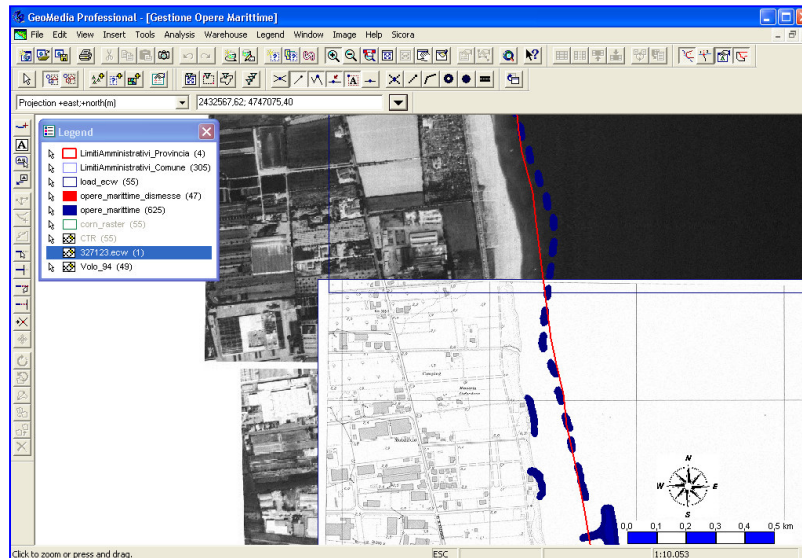 GeoMedia Professional - [Gestione Opere Marittime]
File Edit View Insert Tools Analysis Warehouse Legend Window Image Help Sicora
Projection +east;+north(m) 2432567,62; 4747075,40
Legend
LimitiAmministrativi_Provincia (4)
LimitiAmministrativi_Comune (305)
load_ecw (55)
opere_marittime_dismesse (47)
opere_marittime (625)
corn_raster (55)
CTR (55)
327123.ecw (1)
Volo_94 (49)
Camping
N
W E
S
0,0 0,1 0,2 0,3 0,4 0,5 km
Click to zoom or press and drag. ESC 1:10.053